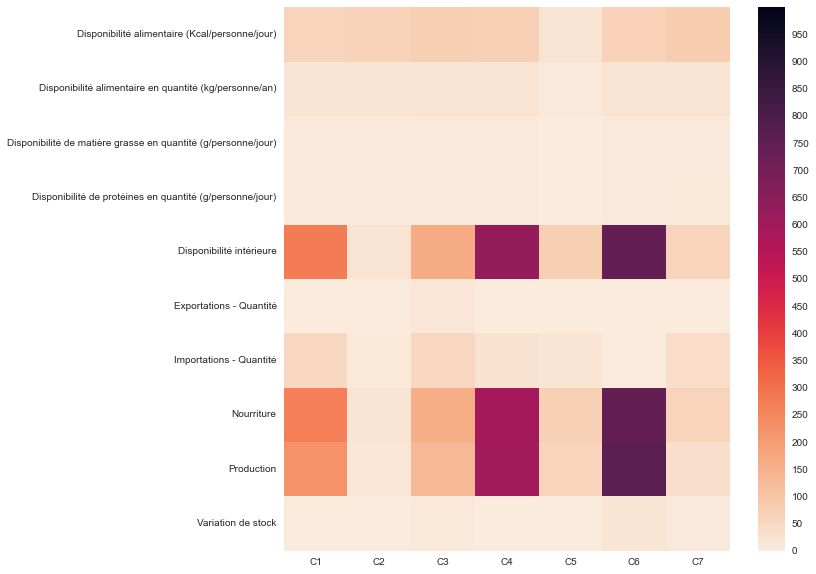 Disponibilité alimentaire (Kcal/personne/jour)
Disponibilité alimentaire en quantité (kg/personne/an)
Disponibilité de matière grasse en quantité (g/personne/jour)
Disponibilité de protéines en quantité (g/personne/jour)
Disponibilité intérieure
Exportations - Quantité
Importations - Quantité
Nourriture
Production
Variation de stock
C1 C2 C3 C4 C5 C6 C7
950
900
850
800
750
700
650
600
550
500
450
400
350
300
250
200
150
100
50
0